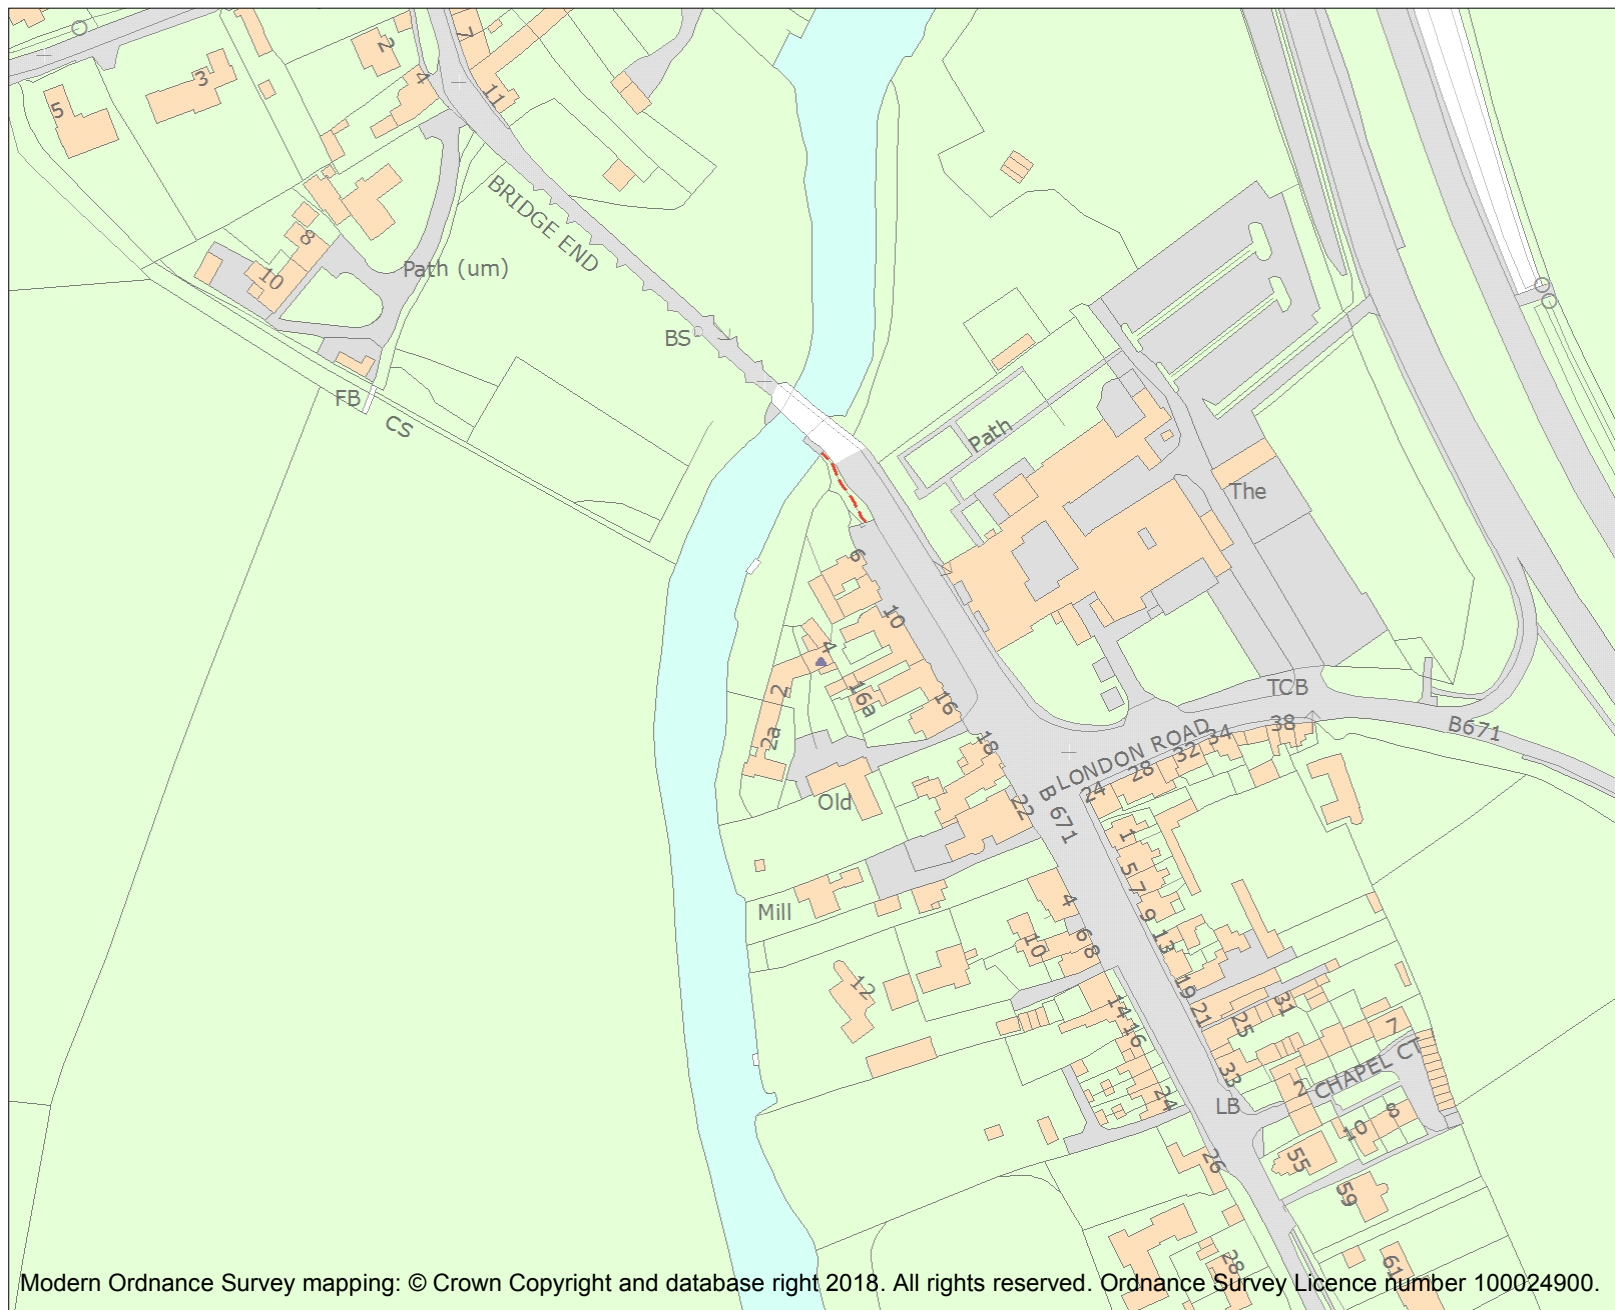 2
7
3
4
5
11
BRIDGE END
8
10
Path (um)
BS
FB
CS
Path
The
6
10
4
2
16a
16
2a
TCB
18
LONDON ROAD
B671
38
34
32
28
24
Old
22
B 671
1
5
7
Mill
4
9
6
8
10
13
12
19
14
21
31
16
25
7
33
CHAPEL CT
2
24
LB
8
10
26
55
59
28
61
Modern Ordnance Survey mapping: © Crown Copyright and database right 2018. All rights reserved. Ordnance Survey Licence number 100024900.